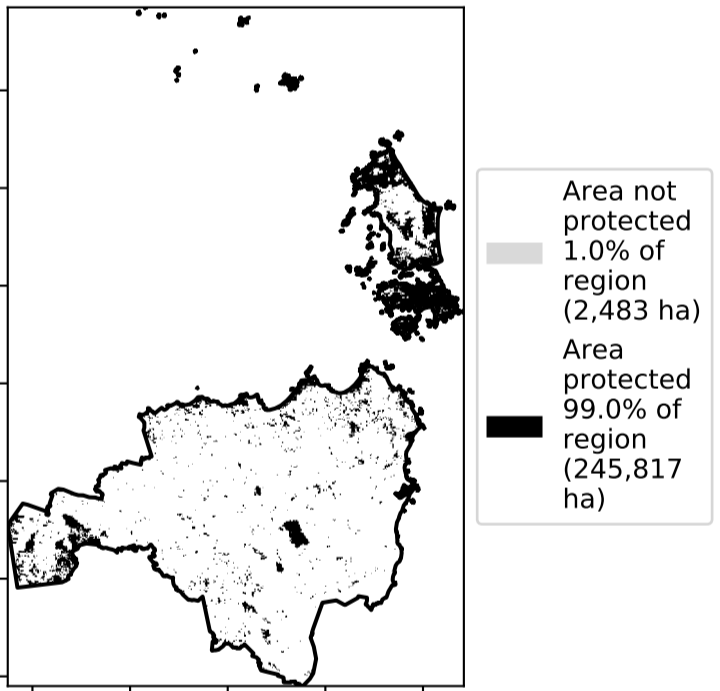 Area not
protected
1.0% of
region
(2,483 ha)
Area
protected
99.0% of
region
(245,817
ha)